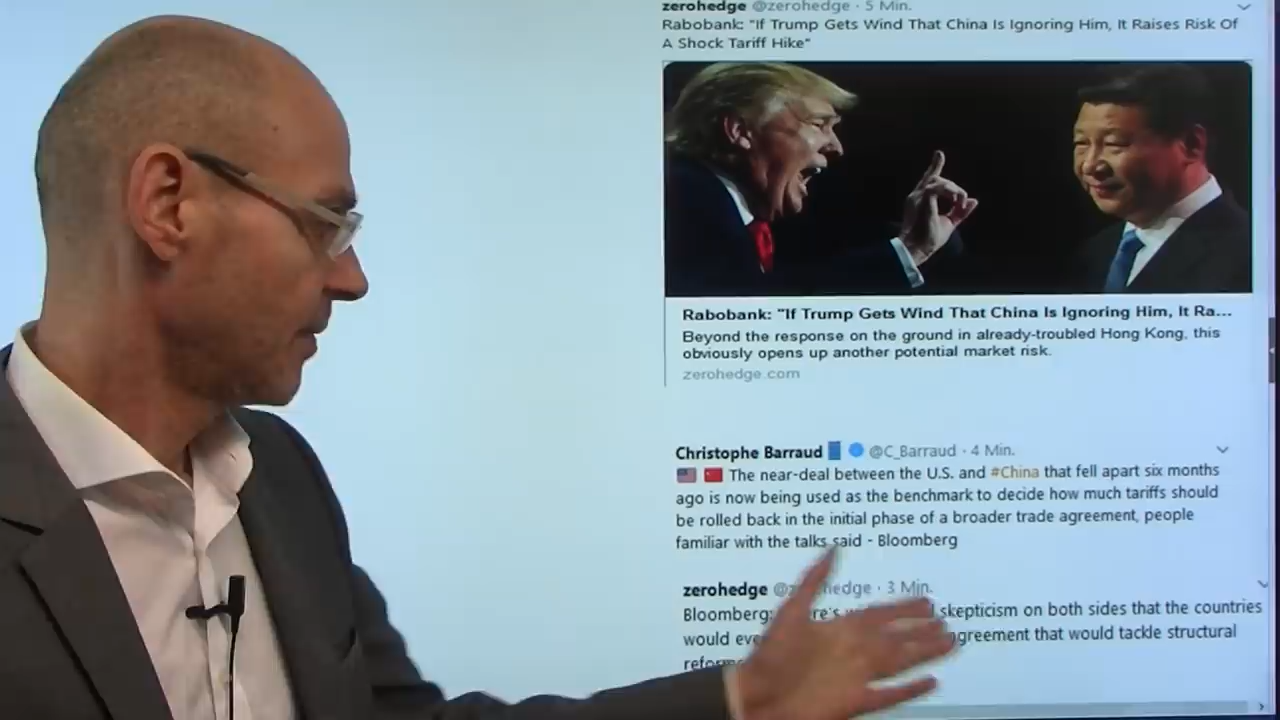 zerohedge @zerohedge · 5 Min.
Rabobank: "If Trump Gets Wind That China Is Ignoring Him, It Raises Risk Of
A Shock Tariff Hike"
Rabobank: "If Trump Gets Wind That China Is Ignoring Him, It Ra...
Beyond the response on the ground in already-troubled Hong Kong, this
obviously opens up another potential market risk.
zerohedge.com
Christophe Barraud @C_Barraud · 4 Min.
The near-deal between the U.S. and #China that fell apart six months
ago is now being used as the benchmark to decide how much tariffs should
be rolled back in the initial phase of a broader trade agreement, people
familiar with the talks said - Bloomberg
zerohedge · 3 Min.
Bloomberg: skepticism on both sides that the countries
would agreement that would tackle structural